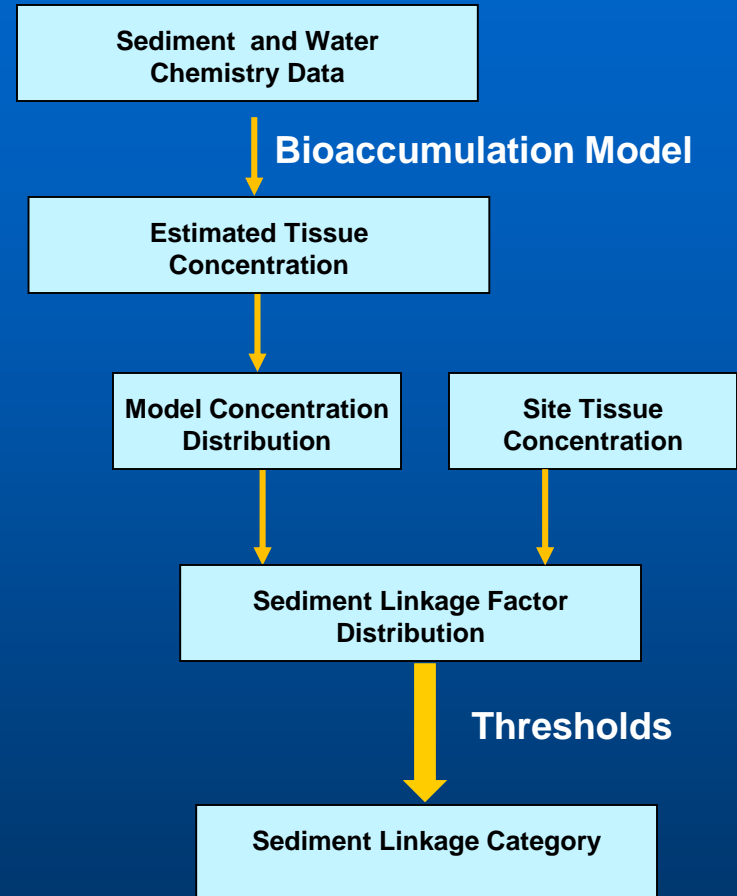 Sediment and Water
Chemistry Data
Bioaccumulation Model
Estimated Tissue
Concentration
Model Concentration
Distribution
Site Tissue
Concentration
Sediment Linkage Factor
Distribution
Thresholds
Sediment Linkage Category